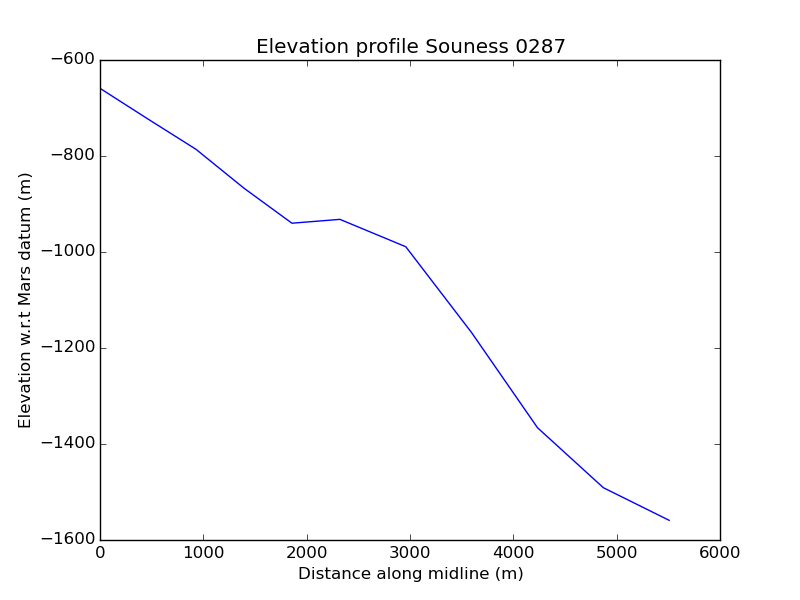 Elevation profile Souness 0287
−600
−800
−1000
−1200
−1400
−1600
Elevation w.r.t Mars datum (m)
0 1000 2000 3000 4000 5000 6000
Distance along midline (m)